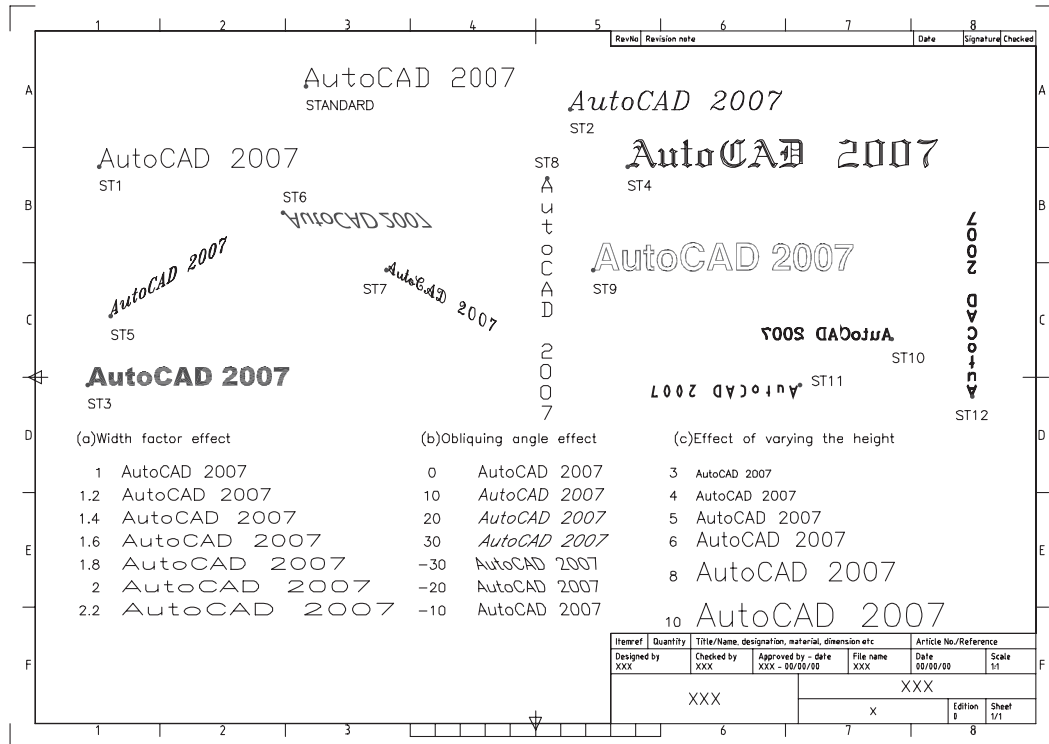 1 2 3 4 5 6 7 8
RevNo Revision note Date Signature Checked
A AutoCAD 2007 A
STANDARD
AutoCAD 2007
ST2
AutoCAD 2007
ST1
AutoCAD 2007
ST4
ST8
AutoCAD 2007
B B
ST6
AutoCAD 2007
AutoCAD 2007
ST5
AutoCAD 2007
ST7
AutoCAD 2007
ST9
C C
AutoCAD 2007
ST10
AutoCAD 2007
ST3
AutoCAD 2007
ST11
AutoCAD 2007
ST12
D D
(a)Width factor effect
1 AutoCAD 2007
1.2 AutoCAD 2007
1.4 AutoCAD 2007
1.6 AutoCAD 2007
1.8 AutoCAD 2007
2 AutoCAD 2007
2.2 AutoCAD 2007
(b)Obliquing angle effect
0 AutoCAD 2007
10 AutoCAD 2007
20 AutoCAD 2007
30 AutoCAD 2007
-30 AutoCAD 2007
-20 AutoCAD 2007
-10 AutoCAD 2007
(c)Effect of varying the height
3 AutoCAD 2007
4 AutoCAD 2007
5 AutoCAD 2007
6 AutoCAD 2007
8 AutoCAD 2007
10 AutoCAD 2007
E E
F F
Itemref Quantity Title/Name, designation, material, dimension etc Article No./Reference
Designed by Checked by Approved by - date File name Date Scale
XXX XXX XXX - 00/00/00 XXX 00/00/00 1:1
XXX XXX
X Edition Sheet
0 1/1
1 2 3 4 5 6 7 8